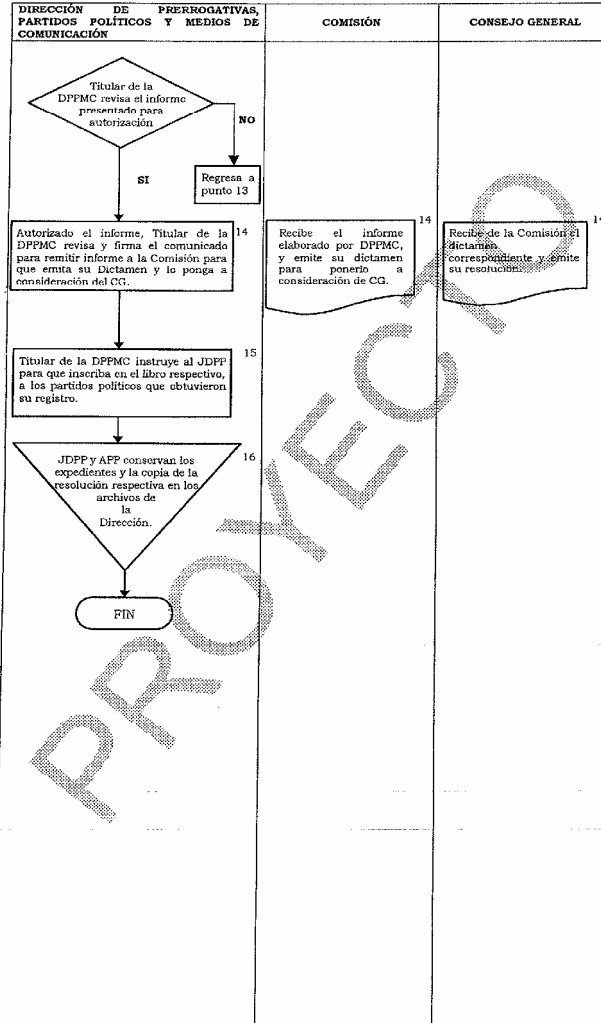 DIRECCIÓN DE PRERROGATIVAS,
PARTIDOS POLÍTICOS Y MEDIOS DE
COMUNICACIÓN
COMISIÓN
CONSEJO GENERAL
Titular de la
DPPMC revisa el informe
presentado para
autorización
NO
SI
Regresa a
punto 13
14
Autorizado el informe, Titular de la
DPPMC revisa y firma el comunicado
para remitir informe a la Comisión para
que emita su Dictamen y lo ponga a
consideración del CG.
14
Recibe el informe
elaborado por DPPMC,
y emite su dictamen
para ponerlo a
consideración de CG.
Recibe de la Comisión el
dictamen
correspondiente y emite
su resolución.
15
Titular de la DPPMC instruye al JDPP
para que inscriba en el libro respectivo,
a los partidos políticos que obtuvieron
su registro.
16
JDPP y APP conservan los
expedientes y la copia de la
resolución respectiva en los
archivos de
la
Dirección.
FIN
PROYECTO